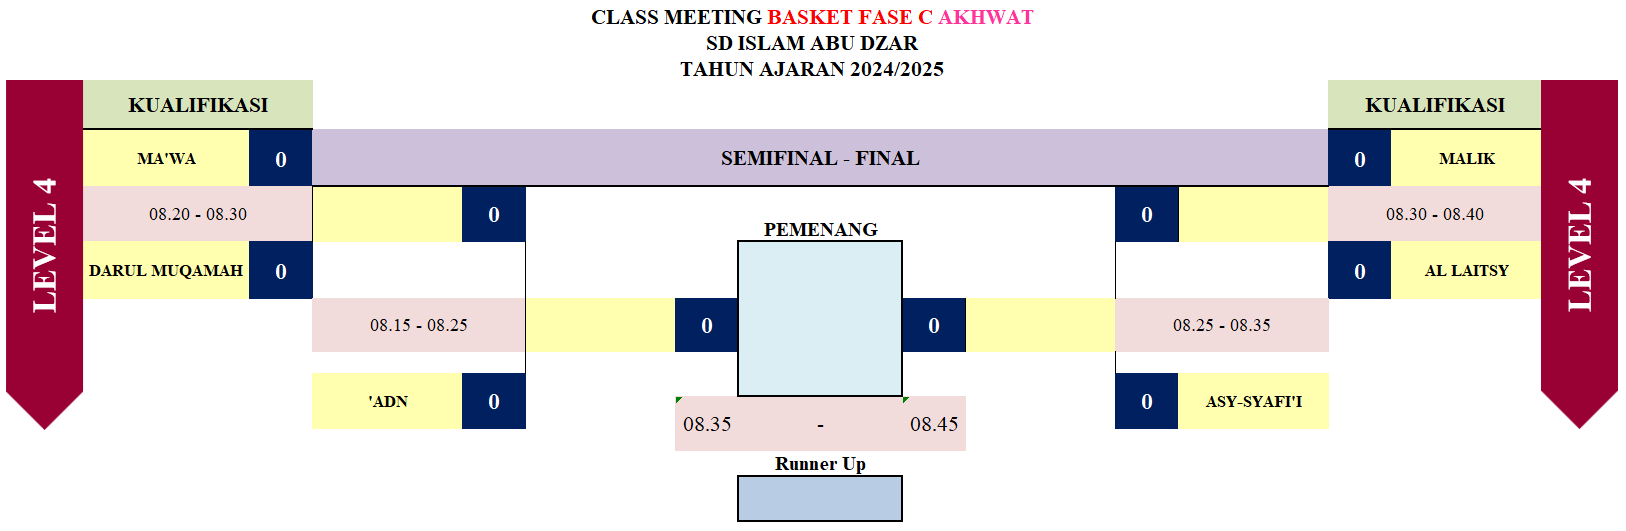 CLASS MEETING BASKET FASE C AKHWAT
SD ISLAM ABU DZAR
TAHUN AJARAN 2024/2025
LEVEL 4
KUALIFIKASI
MA'WA 0
08.20 - 08.30
DARUL MUQAMAH 0
SEMIFINAL - FINAL
0
08.15 - 08.25
'ADN 0
0
PEMENANG
0
08.35 - 08.45
Runner Up
0
08.25 - 08.35
0 ASY-SYAFI'I
KUALIFIKASI
0 MALIK
08.30 - 08.40
0 AL LAITSY
LEVEL 4